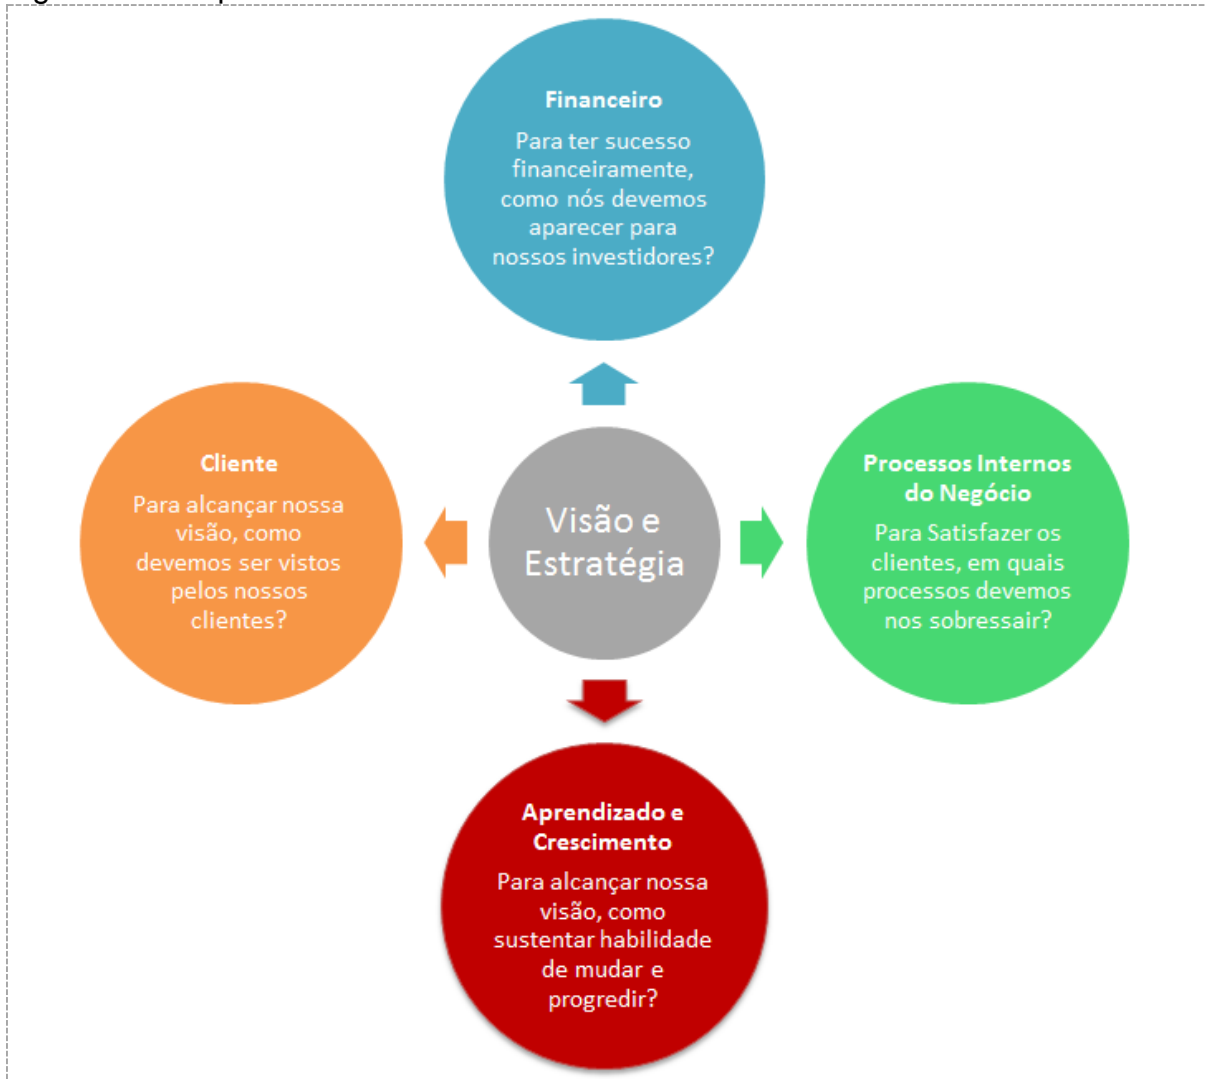 Financeiro
Para ter sucesso
financeiramente,
como nós devemos
aparecer para
nossos investidores?
Cliente
Para alcançar nossa
visão, como
devemos ser vistos
pelos nossos
clientes?
Visão e
Estratégia
Processos Internos
do Negócio
Para Satisfazer os
clientes, em quais
processos devemos
nos sobressair?
Aprendizado e
Crescimento
Para alcançar nossa
visão, como
sustentar habilidade
de mudar e
progredir?